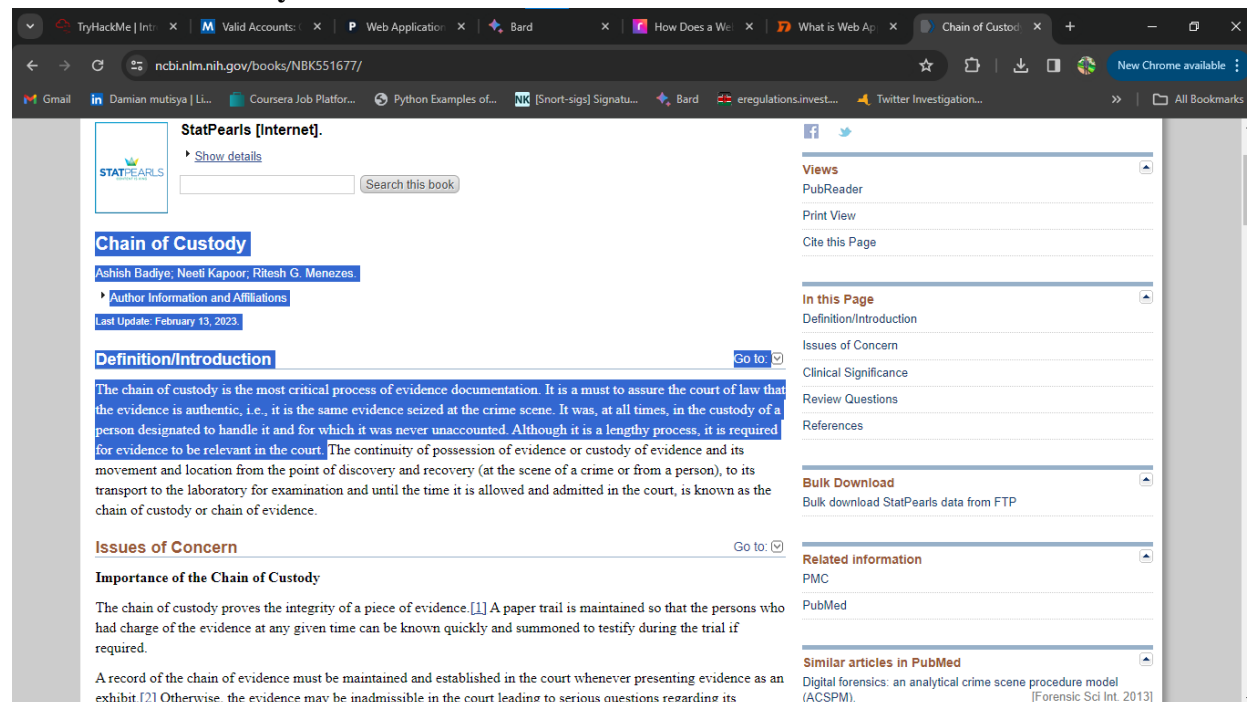 TryHackMe | Intr
Valid Accounts: 
Web Application
Bard
How Does a We
What is Web Ap
Chain of Custod
ncbi.nlm.nih.gov/books/NBK551677/
New Chrome available
Gmail
Damian mutisya | Li...
Coursera Job Platfor...
Python Examples of...
NK [Snort-sigs] Signatu...
Bard
eregulations.invest....
Twitter Investigation...
»
All Bookmarks
StatPearls [Internet].
Show details
STATPEARLS
Search this book
Chain of Custody
Ashish Badiye; Neeti Kapoor; Ritesh G. Menezes.
Author Information and Affiliations
Last Update: February 13, 2023.
Definition/Introduction
Go to:
The chain of custody is the most critical process of evidence documentation. It is a must to assure the court of law that
the evidence is authentic, i.e., it is the same evidence seized at the crime scene. It was, at all times, in the custody of a
person designated to handle it and for which it was never unaccounted. Although it is a lengthy process, it is required
for evidence to be relevant in the court. The continuity of possession of evidence or custody of evidence and its
movement and location from the point of discovery and recovery (at the scene of a crime or from a person), to its
transport to the laboratory for examination and until the time it is allowed and admitted in the court, is known as the
chain of custody or chain of evidence.
Issues of Concern
Go to:
Importance of the Chain of Custody
The chain of custody proves the integrity of a piece of evidence.[1] A paper trail is maintained so that the persons who
had charge of the evidence at any given time can be known quickly and summoned to testify during the trial if
required.
A record of the chain of evidence must be maintained and established in the court whenever presenting evidence as an
exhibit.[2] Otherwise, the evidence may be inadmissible in the court leading to serious questions regarding its
Views
PubReader
Print View
Cite this Page
In this Page
Definition/Introduction
Issues of Concern
Clinical Significance
Review Questions
References
Bulk Download
Bulk download StatPearls data from FTP
Related information
PMC
PubMed
Similar articles in PubMed
Digital forensics: an analytical crime scene procedure model
(ACSPM). [Forensic Sci Int. 2013]